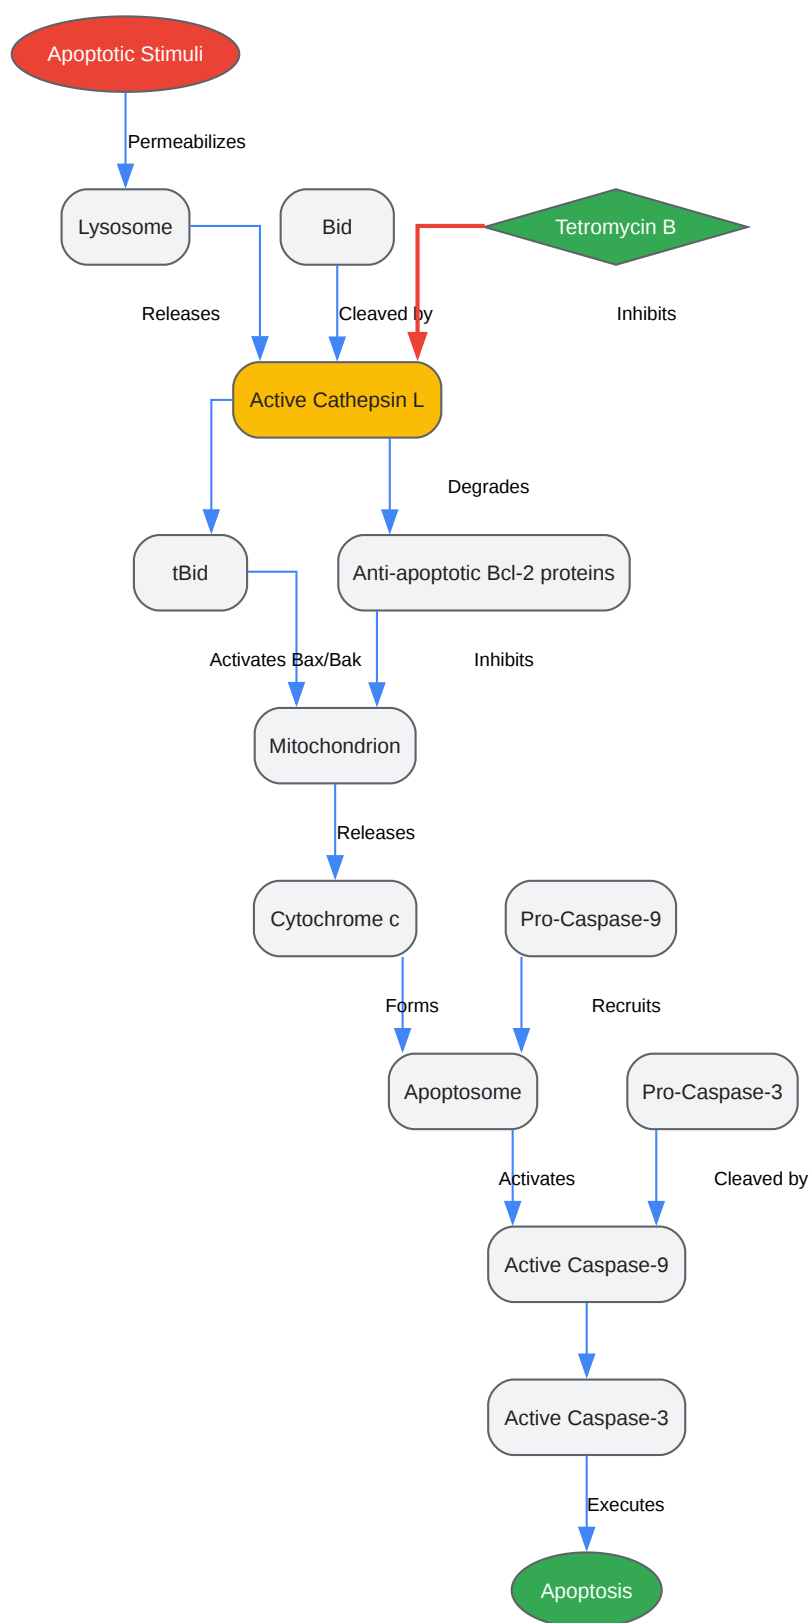 Apoptotic Stimuli
Permeabilizes
Lysosome
Bid
Tetromycin B
Releases
Cleaved by
Inhibits
Active Cathepsin L
Degrades
tBid
Anti-apoptotic Bcl-2 proteins
Activates Bax/Bak
Inhibits
Mitochondrion
Releases
Cytochrome c
Pro-Caspase-9
Forms
Recruits
Apoptosome
Pro-Caspase-3
Activates
Cleaved by
Active Caspase-9
Active Caspase-3
Executes
Apoptosis